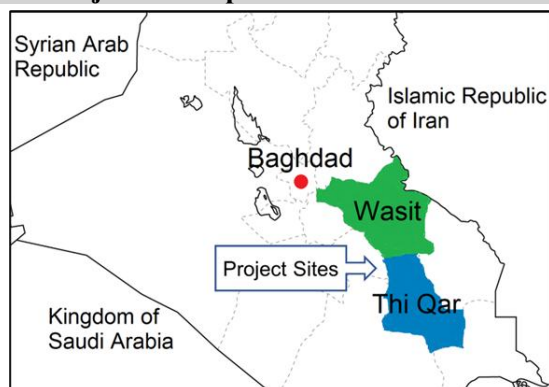 Syrian Arab
Republic
Islamic Republic
of Iran
Baghdad
Wasit
Project Sites
Thi Qar
Kingdom of
Saudi Arabia